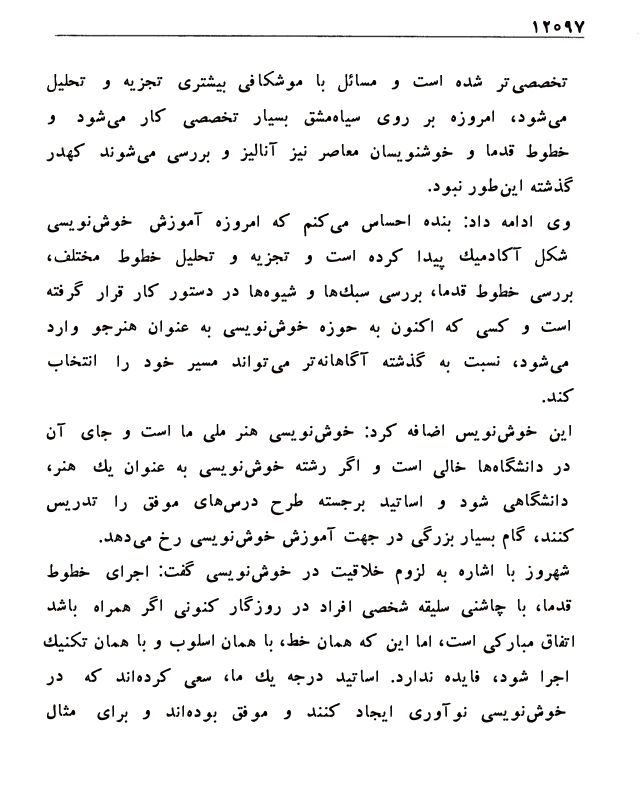 ۱۲۰۹۷
تخصصی‌تر شده است و مسائل با موشکافی بیشتری تجزیه و تحلیل
می‌شود، امروزه بر روی سیاه‌مشق بسیار تخصصی کار می‌شود و
خطوط قدما و خوشنویسان معاصر نیز آنالیز و بررسی می‌شوند کهدر
گذشته این‌طور نبود.
وی ادامه داد: بنده احساس می‌کنم که امروزه آموزش خوش‌نویسی
شکل آکادمیك پیدا کرده است و تجزیه و تحلیل خطوط مختلف،
بررسی خطوط قدما، بررسی سبك‌ها و شیوه‌ها در دستور کار قرار گرفته
است و کسی که اکنون به حوزه خوش‌نویسی به عنوان هنرجو وارد
می‌شود، نسبت به گذشته آگاهانه‌تر می‌تواند مسیر خود را انتخاب
کند.
این خوش‌نویس اضافه کرد: خوش‌نویسی هنر ملی ما است و جای آن
در دانشگاه‌ها خالی است و اگر رشته خوش‌نویسی به عنوان یك هنر،
دانشگاهی شود و اساتید برجسته طرح درس‌های موفق را تدریس
کنند، گام بسیار بزرگی در جهت آموزش خوش‌نویسی رخ می‌دهد.
شهروز با اشاره به لزوم خلاقیت در خوش‌نویسی گفت: اجرای خطوط
قدما، با چاشنی سلیقه شخصی افراد در روزگار کنونی اگر همراه باشد
اتفاق مبارکی است، اما این که همان خط، با همان اسلوب و با همان تکنیك
اجرا شود، فایده ندارد. اساتید درجه یك ما، سعی کرده‌اند که در
خوش‌نویسی نوآوری ایجاد کنند و موفق بوده‌اند و برای مثال